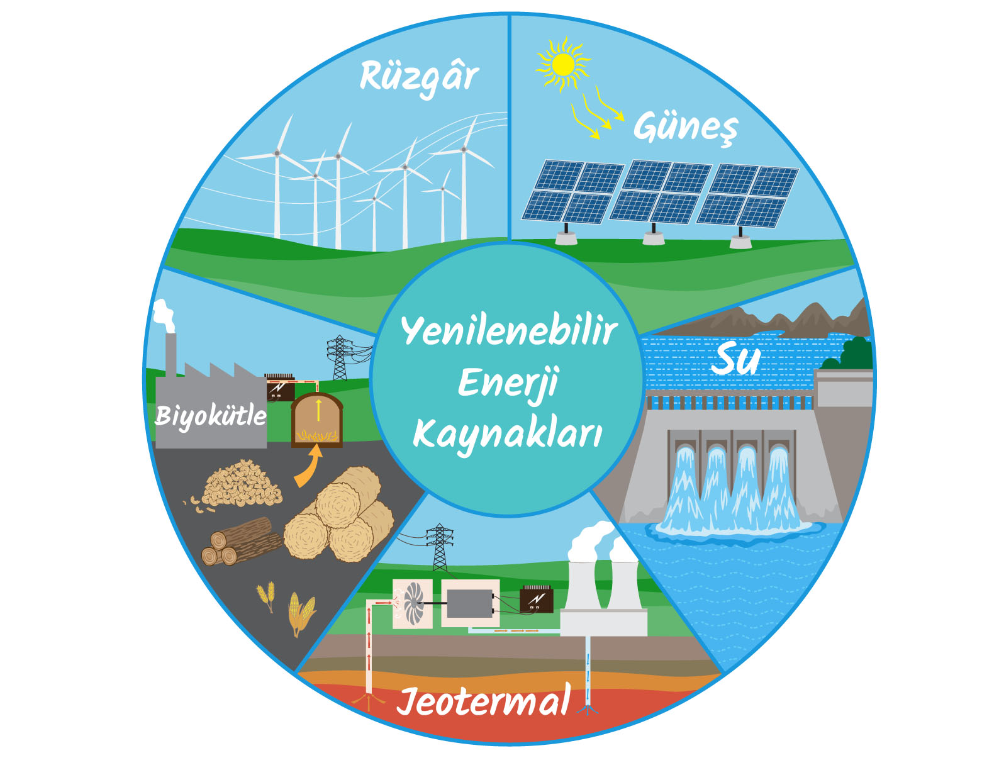 Rüzgâr
Güneş
Yenilenebilir
Enerji
Kaynakları
Su
Biyokütle
Jeotermal